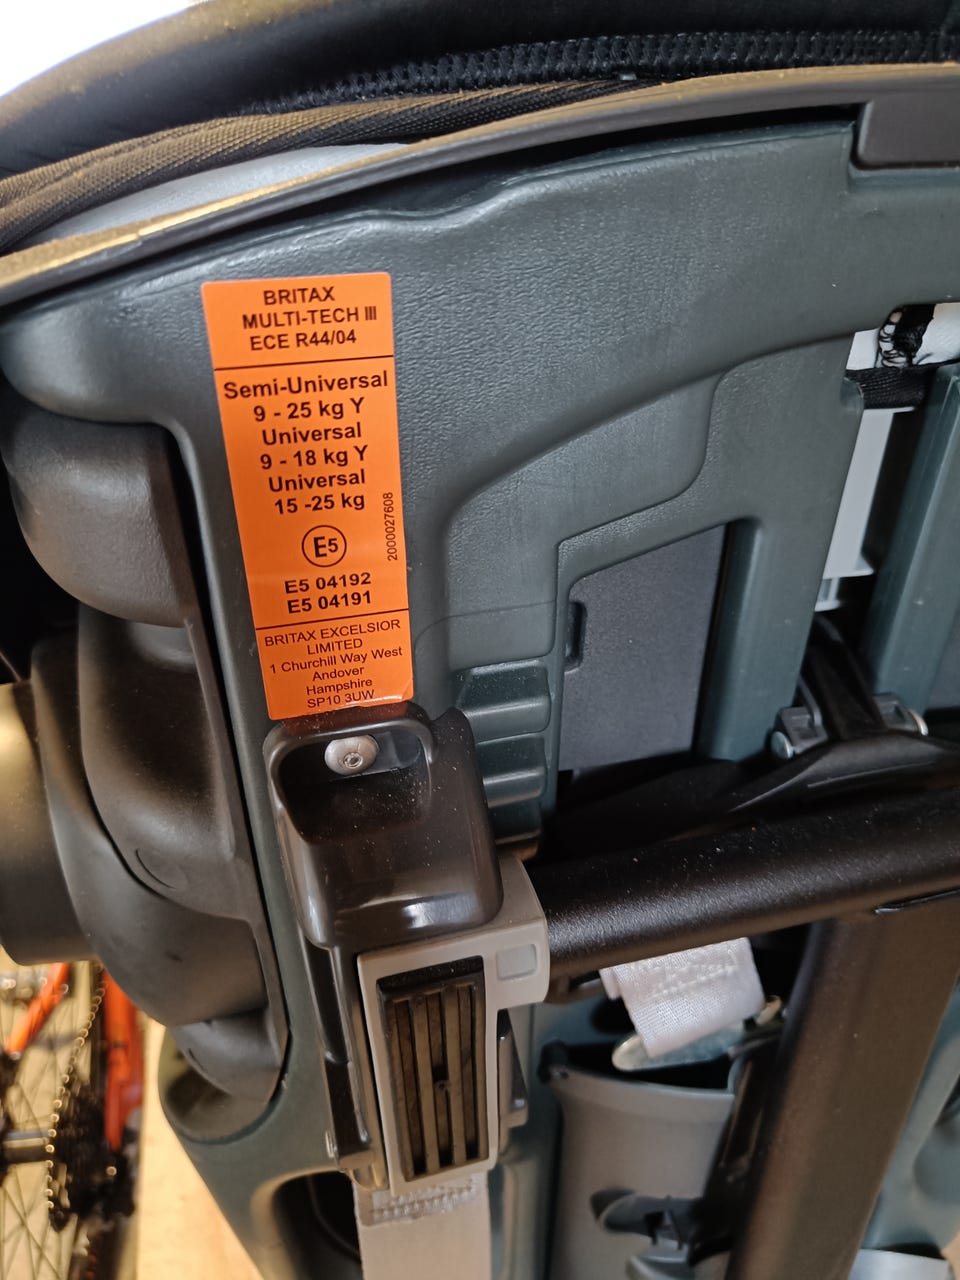 BRITAX
MULTI-TECH III
ECE R44/04
Semi-Universal
9 - 25 kg Y
Universal
9 - 18 kg Y
Universal
15 -25 kg
E5
2000027608
E5 04192
E5 04191
BRITAX EXCELSIOR
LIMITED
1 Churchill Way West
Andover
Hampshire
SP10 3UW